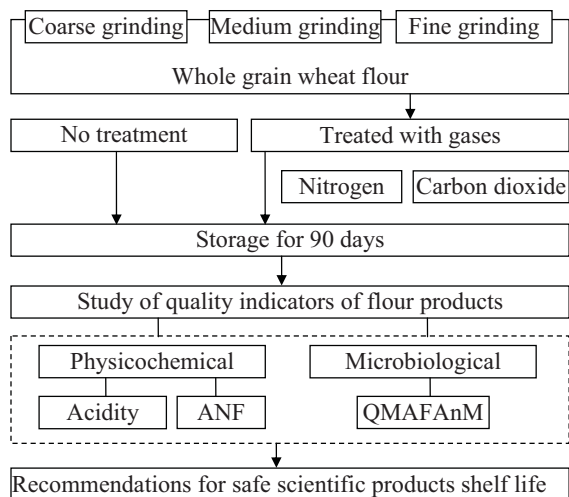 Coarse grinding
Medium grinding
Fine grinding
Whole grain wheat flour
No treatment
Treated with gases
Nitrogen
Carbon dioxide
Storage for 90 days
Study of quality indicators of flour products
Physicochemical
Microbiological
Acidity
ANF
QMAFAnM
Recommendations for safe scientific products shelf life